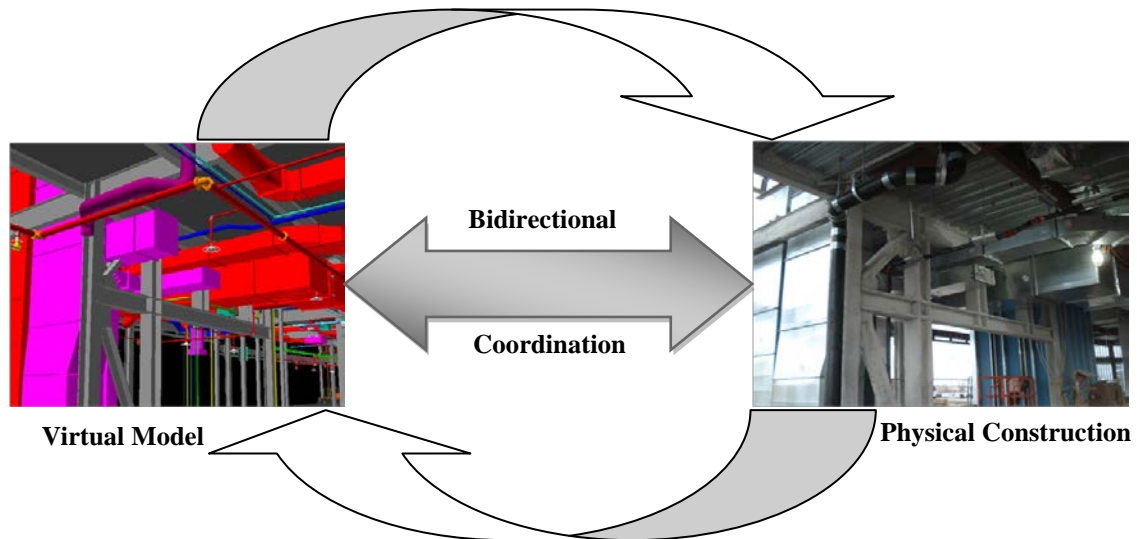 Bidirectional
Coordination
Virtual Model
Physical Construction